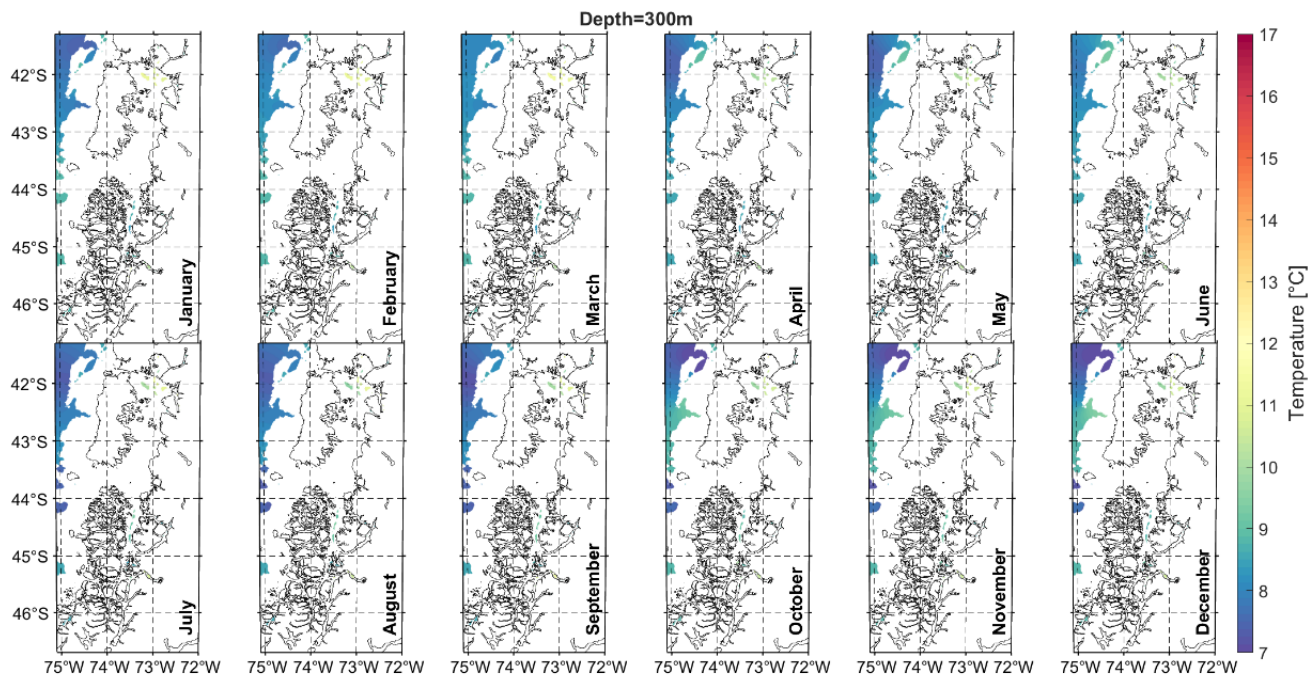 Depth=300m
42°S
43°S
44°S
45°S
46°S
January
February
March
April
May
June
42°S
43°S
44°S
45°S
46°S
July
August
September
October
November
December
75°W 74°W 73°W 72°W
75°W 74°W 73°W 72°W
75°W 74°W 73°W 72°W
75°W 74°W 73°W 72°W
75°W 74°W 73°W 72°W
75°W 74°W 73°W 72°W
17
16
15
14
13
12
11
10
9
8
7
Temperature [°C]